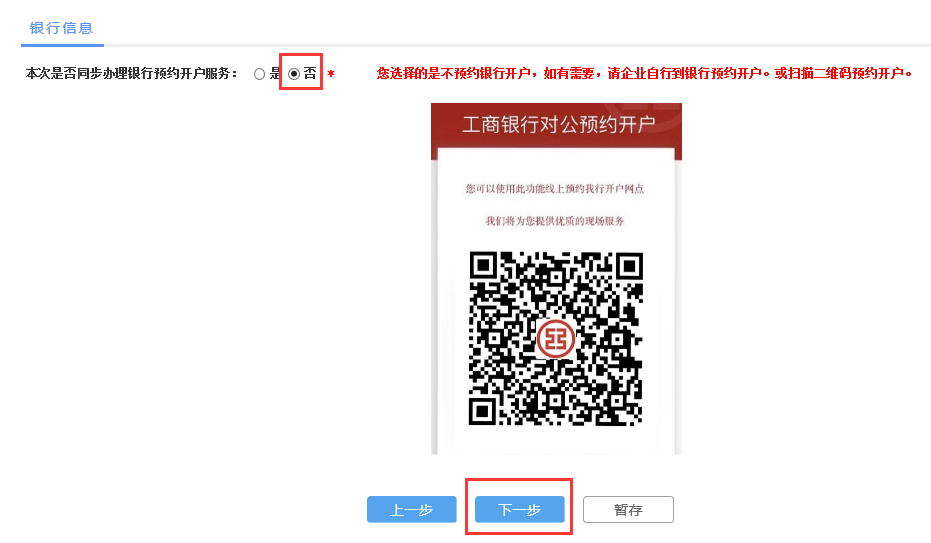 银行信息
本次是否同步办理银行预约开户服务： 是 否 * 您选择的是不预约银行开户，如有需要，请企业自行到银行预约开户。或扫描二维码预约开户。
工商银行对公预约开户
您可以使用此功能线上预约我行开户网点
我们将为您提供优质的现场服务
上一步 下一步 暂存